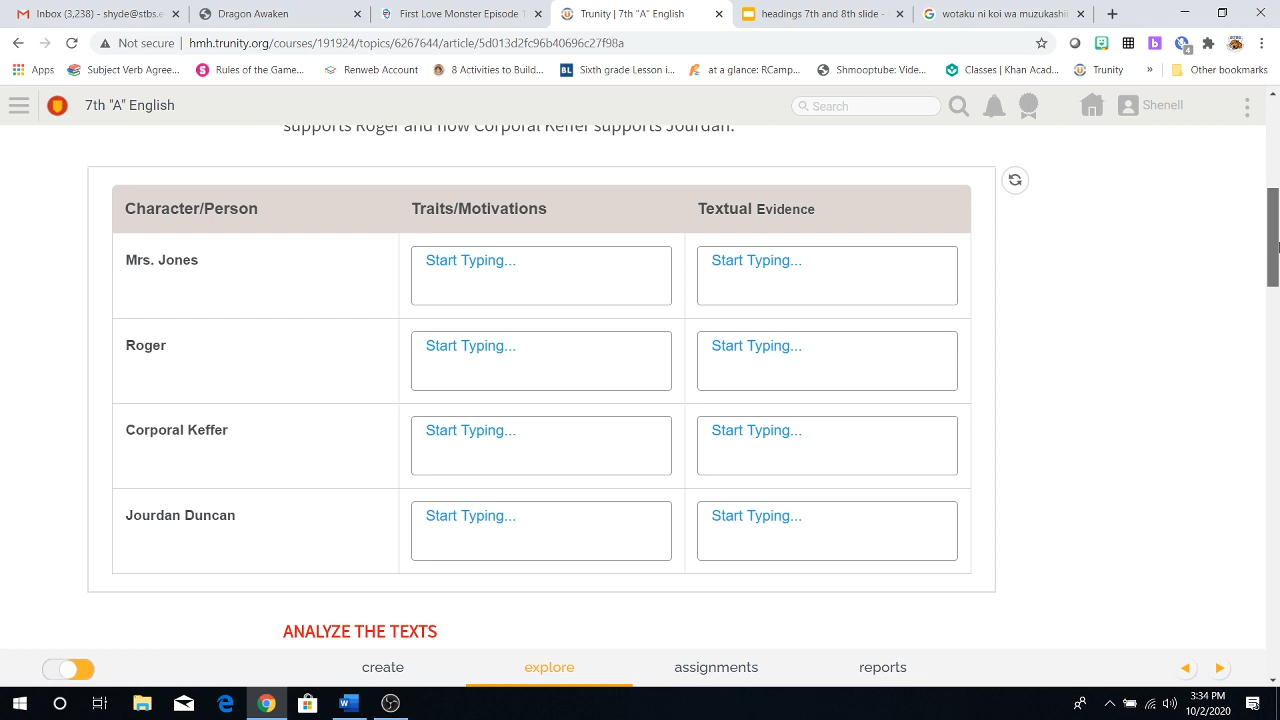 Inbox (3,238) - shyde@stbs.e
Dragon Awaken
First Love Monster Episode 1
Trunity | 7th "A" English
headings 7th and 8th slide -
wotaku ni koi wa muzukashii
Not secure | hmh.trunity.org/courses/191924/topics/6267644/article/5d013d2fc96b40696c27f98a
4
Apps
Subject Verb Agree...
Rules of the Game...
Renweb Account
8 Activities to Build...
BL Sixth grade Lesson i...
at a glance: RCamp...
Shmooptube: Vide...
Classes | Khan Acad...
Trunity
»
Other bookmarks
7th "A" English
Search
Shenell
supports Roger and how Corporal Keffer supports Jourdan.
Character/Person Traits/Motivations Textual Evidence
Mrs. Jones Start Typing... Start Typing...
Roger Start Typing... Start Typing...
Corporal Keffer Start Typing... Start Typing...
Jourdan Duncan Start Typing... Start Typing...
ANALYZE THE TEXTS
create explore assignments reports
3:34 PM
10/2/2020